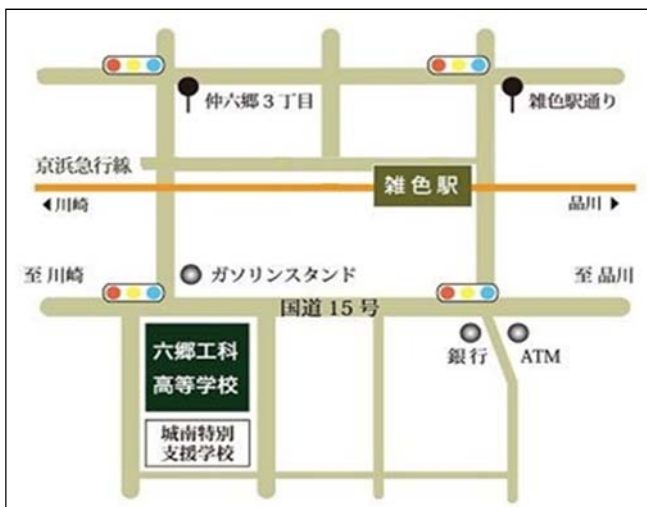 仲六郷3丁目
雑色駅通り
京浜急行線
雑色駅
◀川崎
品川▶
至 川崎
ガソリンスタンド
至 品川
国道 15 号
六郷工科
高等学校
銀行
ATM
城南特別
支援学校